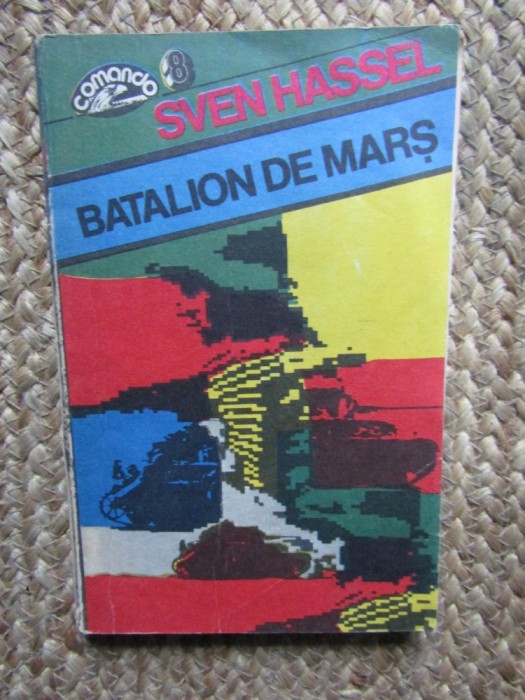 comando
8
SVEN HASSEL
BATALION DE MARȘ